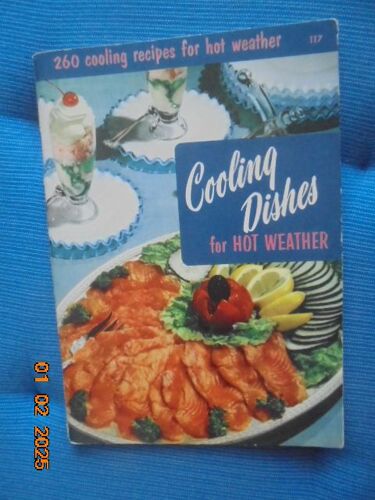 260 cooling recipes for hot weather 117
Cooling
Dishes
for HOT WEATHER
01 02 2025